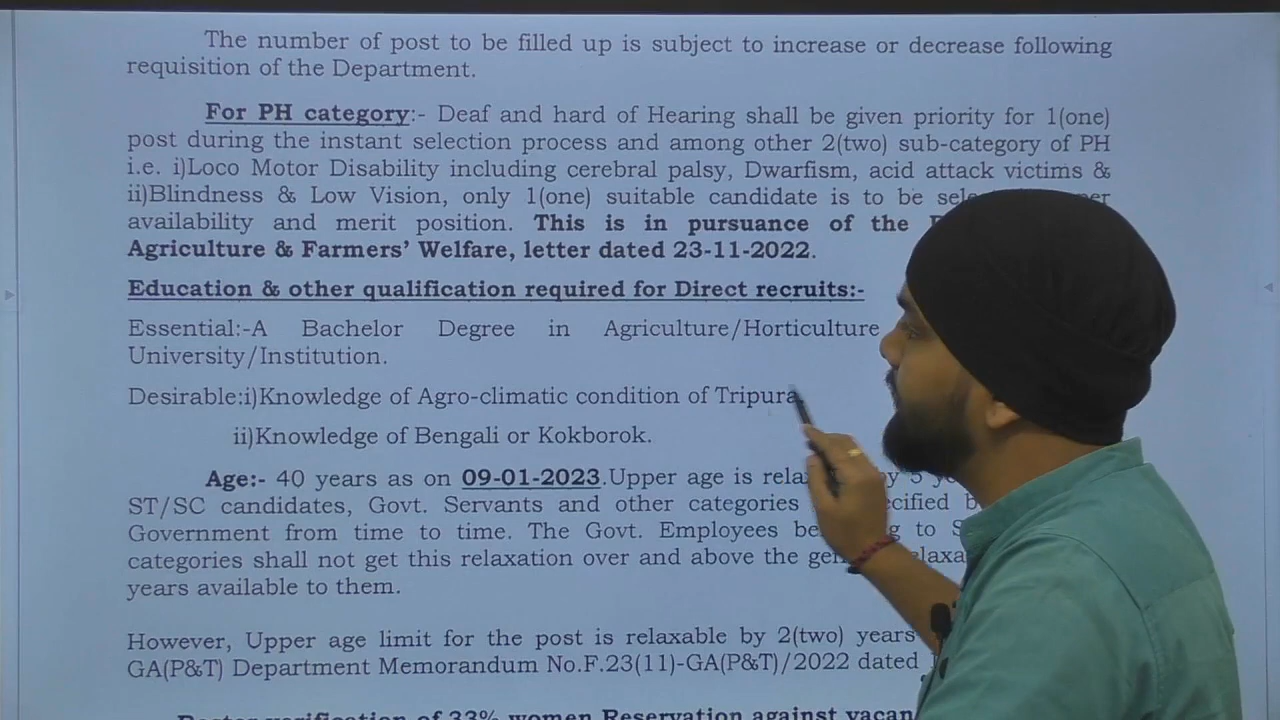 The number of post to be filled up is subject to increase or decrease following
requisition of the Department.
For PH category:- Deaf and hard of Hearing shall be given priority for 1(one)
post during the instant selection process and among other 2(two) sub-category of PH
i.e. i)Loco Motor Disability including cerebral palsy, Dwarfism, acid attack victims &
ii)Blindness & Low Vision, only 1(one) suitable candidate is to be
availability and merit position. This is in pursuance of the
Agriculture & Farmers’ Welfare, letter dated 23-11-2022.
Education & other qualification required for Direct recruits:-
Essential:-A Bachelor Degree in Agriculture/Horticulture
University/Institution.
Desirable:i)Knowledge of Agro-climatic condition of Tripura
ii)Knowledge of Bengali or Kokborok.
Age:- 40 years as on 09-01-2023.Upper age is by 5
ST/SC candidates, Govt. Servants and other categories
Government from time to time. The Govt. Employees to
categories shall not get this relaxation over and above the
years available to them.
However, Upper age limit for the post is relaxable by 2(two) years
GA(P&T) Department Memorandum No.F.23(11)-GA(P&T)/2022 dated
of 33% women Reservation against